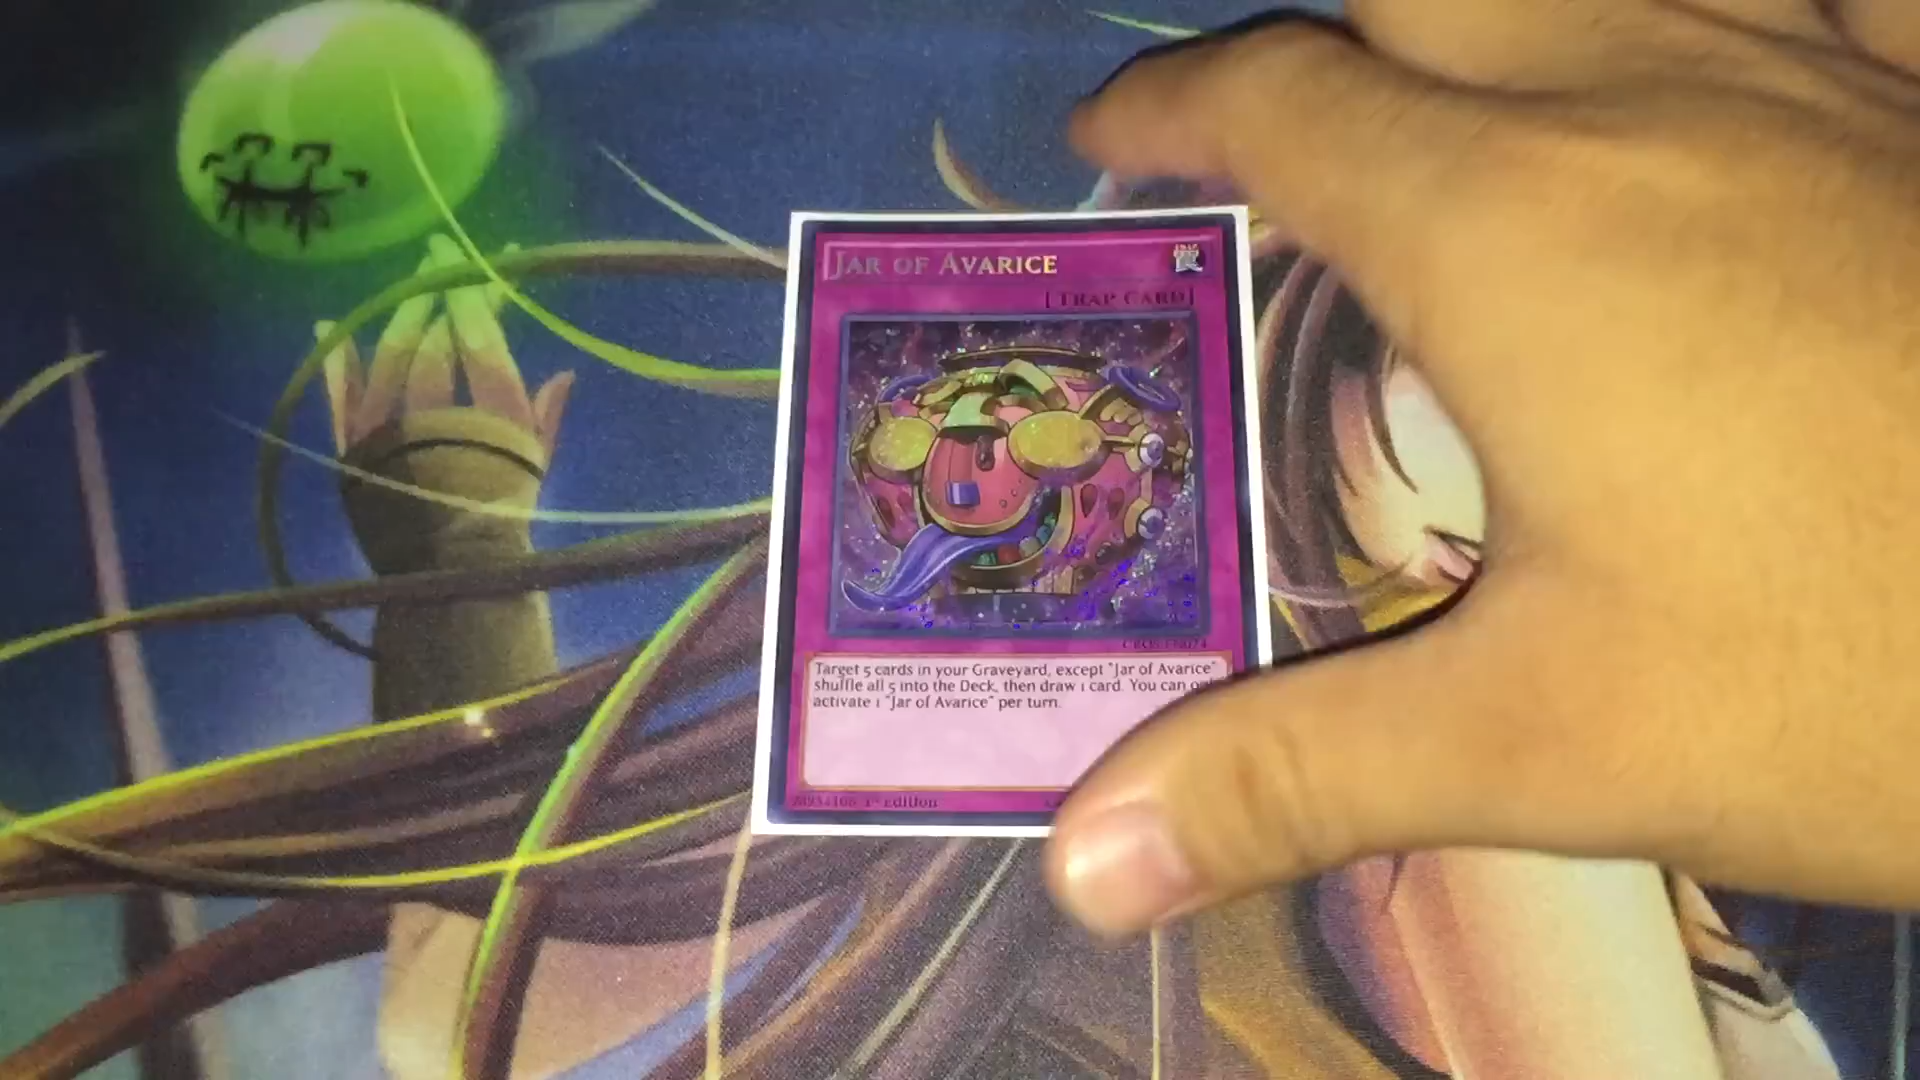 JAR OF AVARICE
[TRAP CARD]
Target 5 cards in your Graveyard, except "Jar of Avarice"
shuffle all 5 into the Deck, then draw 1 card. You can
activate 1 "Jar of Avarice" per turn.
1st Edition